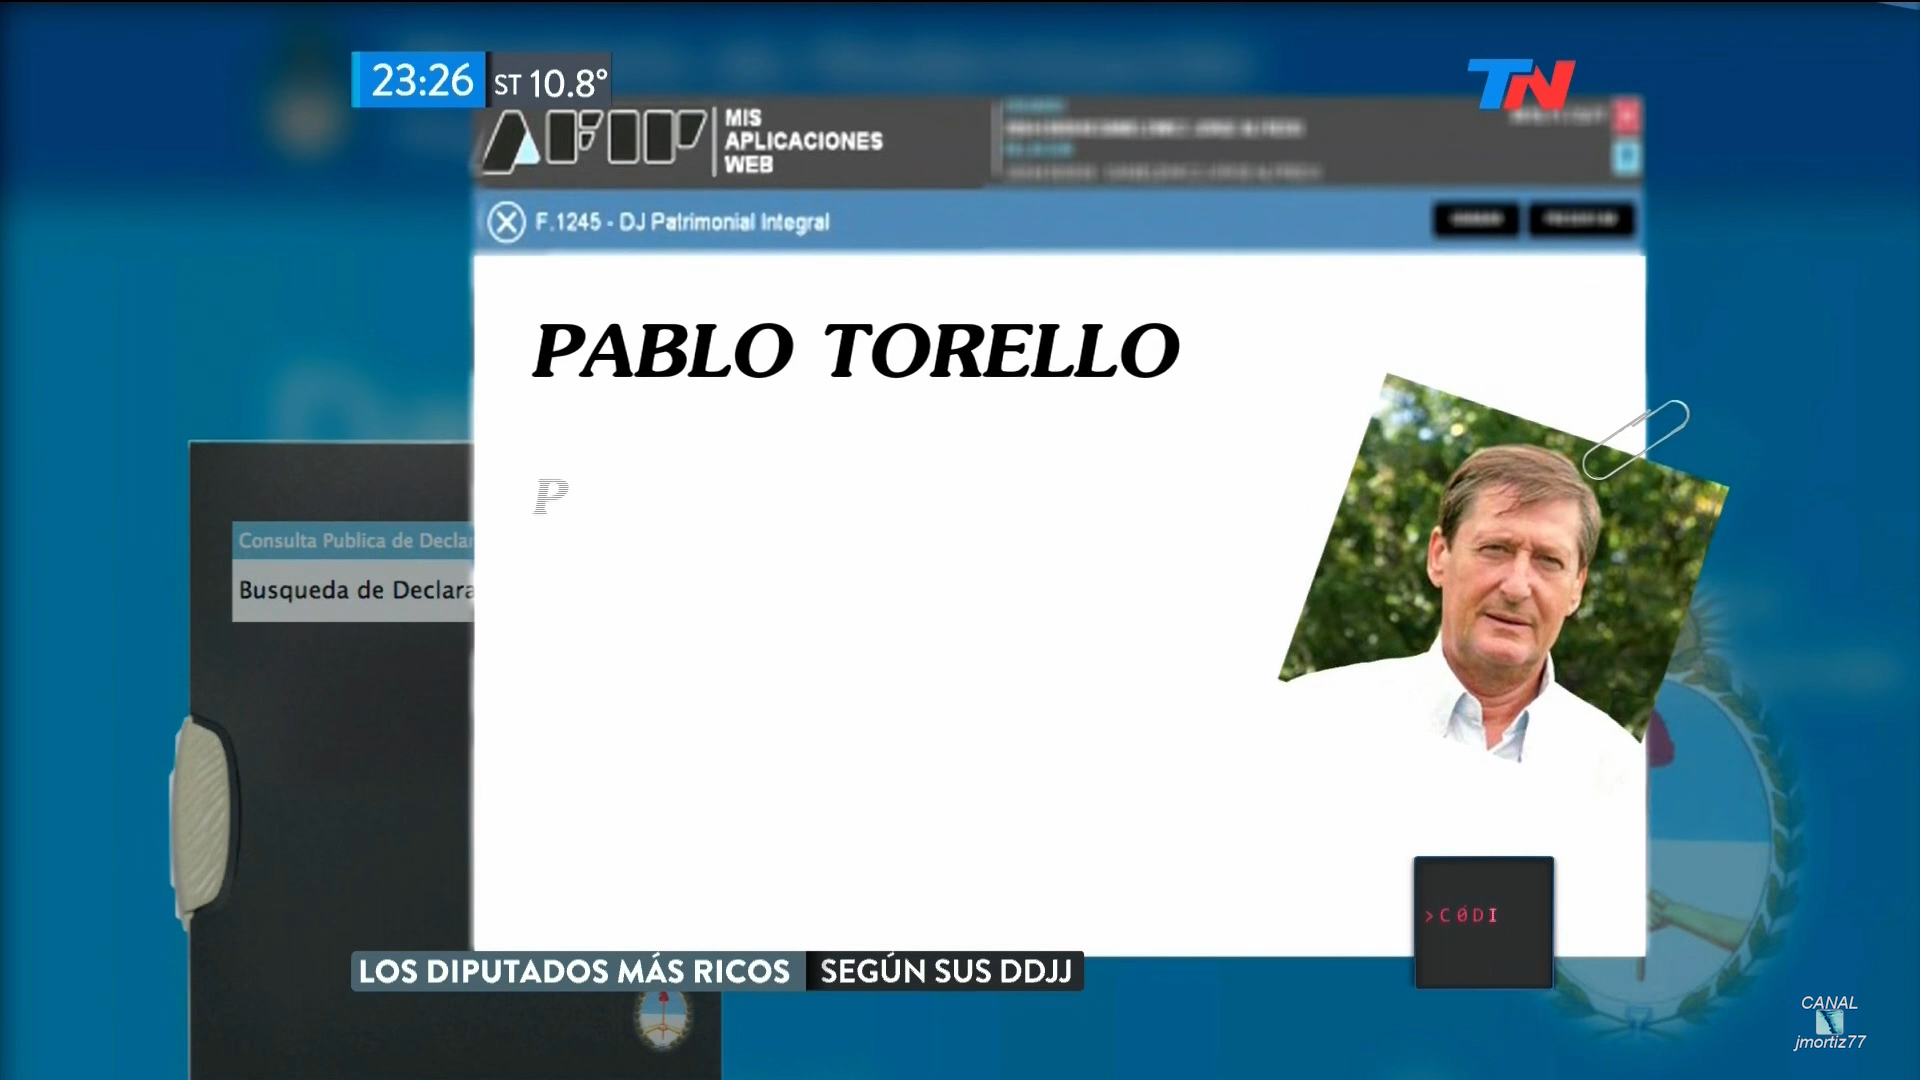 23:26 ST 10.8°
TN
AFIP
MIS
APLICACIONES
WEB
F.1245 - DJ Patrimonial Integral
PABLO TORELLO
P
Consulta Publica de Declar
Busqueda de Declara
>CÓDI
LOS DIPUTADOS MÁS RICOS SEGÚN SUS DDJJ
CANAL
jmortiz77